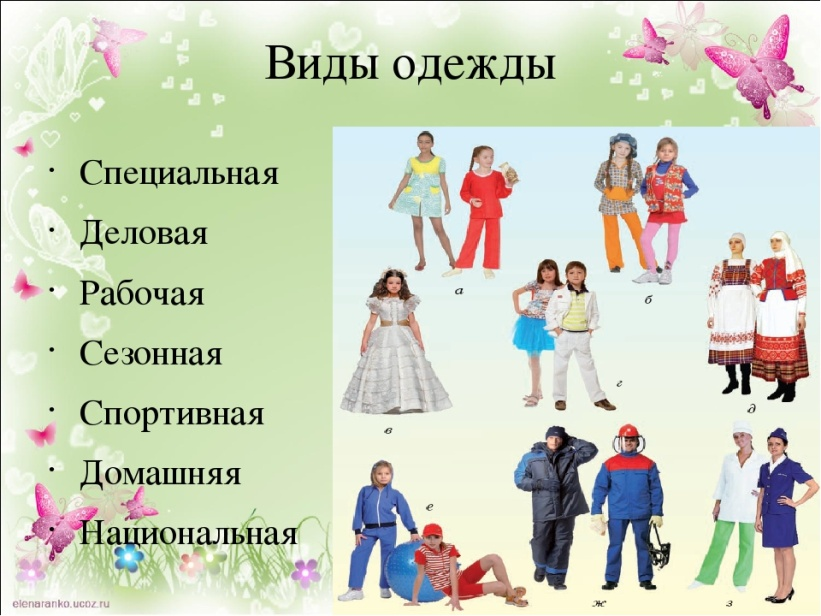 Виды одежды
· Специальная
· Деловая
· Рабочая
· Сезонная
· Спортивная
· Домашняя
· Национальная
а
б
в
г
д
е
ж
з
elenaranko.ucoz.ru